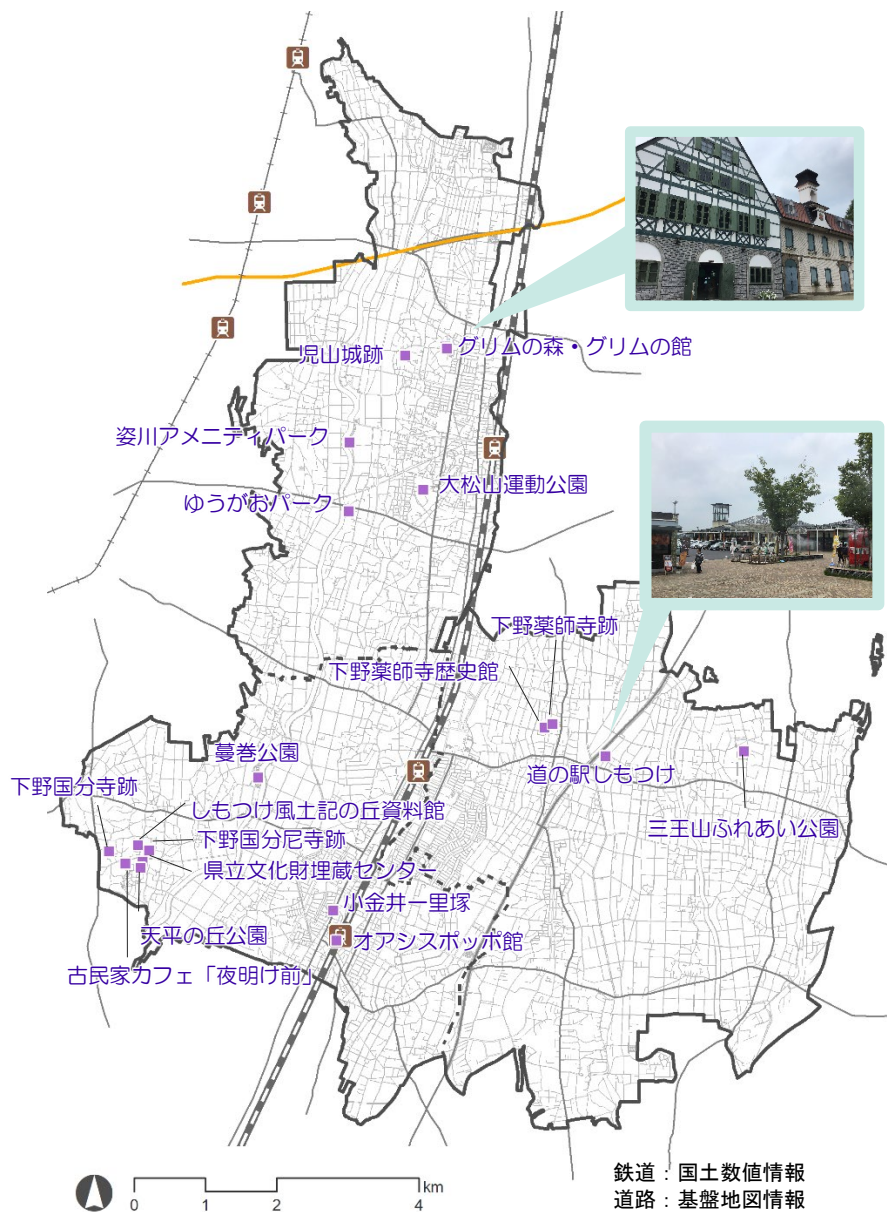 児山城跡
グリムの森・グリムの館
姿川アメニティパーク
大松山運動公園
ゆうがおパーク
下野薬師寺跡
下野薬師寺歴史館
蔓巻公園
道の駅しもつけ
下野国分寺跡
しもつけ風土記の丘資料館
三王山ふれあい公園
下野国分尼寺跡
県立文化財埋蔵センター
小金井一里塚
天平の丘公園
オアシスポッポ館
古民家カフェ「夜明け前」
km
0 1 2 4
鉄道：国土数値情報
道路：基盤地図情報